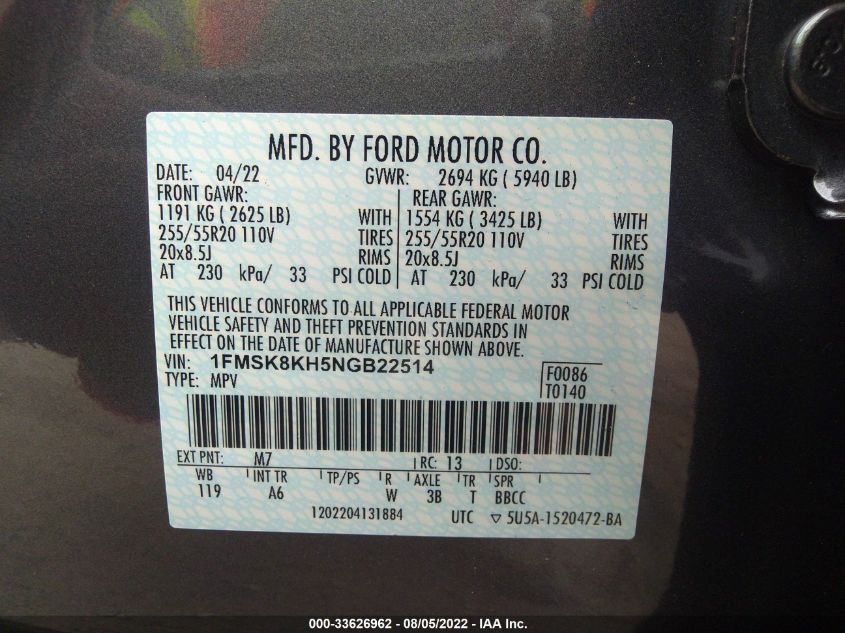 MFD. BY FORD MOTOR CO.
DATE: 04/22 GVWR: 2694 KG ( 5940 LB)
FRONT GAWR: REAR GAWR:
1191 KG ( 2625 LB) WITH 1554 KG ( 3425 LB) WITH
255/55R20 110V TIRES 255/55R20 110V TIRES
20x8.5J RIMS 20x8.5J RIMS
AT 230 kPa/ 33 PSI COLD AT 230 kPa/ 33 PSI COLD
THIS VEHICLE CONFORMS TO ALL APPLICABLE FEDERAL MOTOR
VEHICLE SAFETY AND THEFT PREVENTION STANDARDS IN
EFFECT ON THE DATE OF MANUFACTURE SHOWN ABOVE.
VIN: 1FMSK8KH5NGB22514 F0086
TYPE: MPV T0140
EXT PNT: M7 RC: 13 DSO:
WB INT TR TP/PS R AXLE TR SPR
119 A6 W 3B T BBCC
1202204131884 UTC ▽ 5U5A-1520472-BA
000-33626962 - 08/05/2022 - IAA Inc.